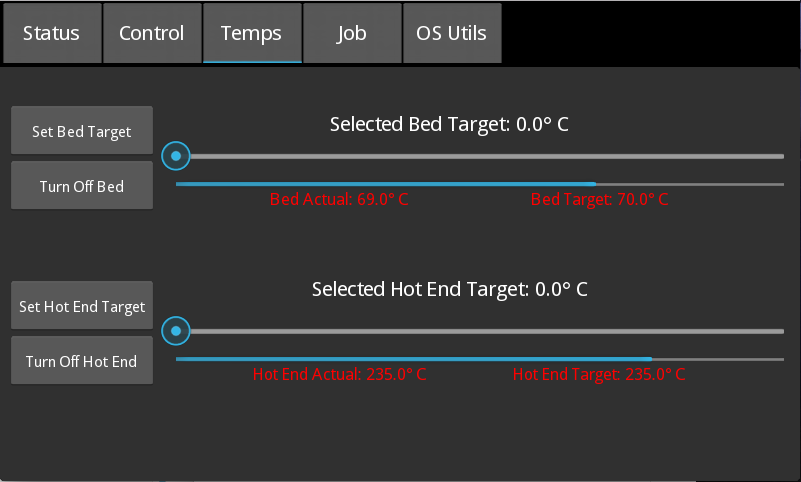 Status Control Temps Job OS Utils
Set Bed Target
Selected Bed Target: 0.0° C
Turn Off Bed
Bed Actual: 69.0° C Bed Target: 70.0° C
Set Hot End Target
Selected Hot End Target: 0.0° C
Turn Off Hot End
Hot End Actual: 235.0° C Hot End Target: 235.0° C